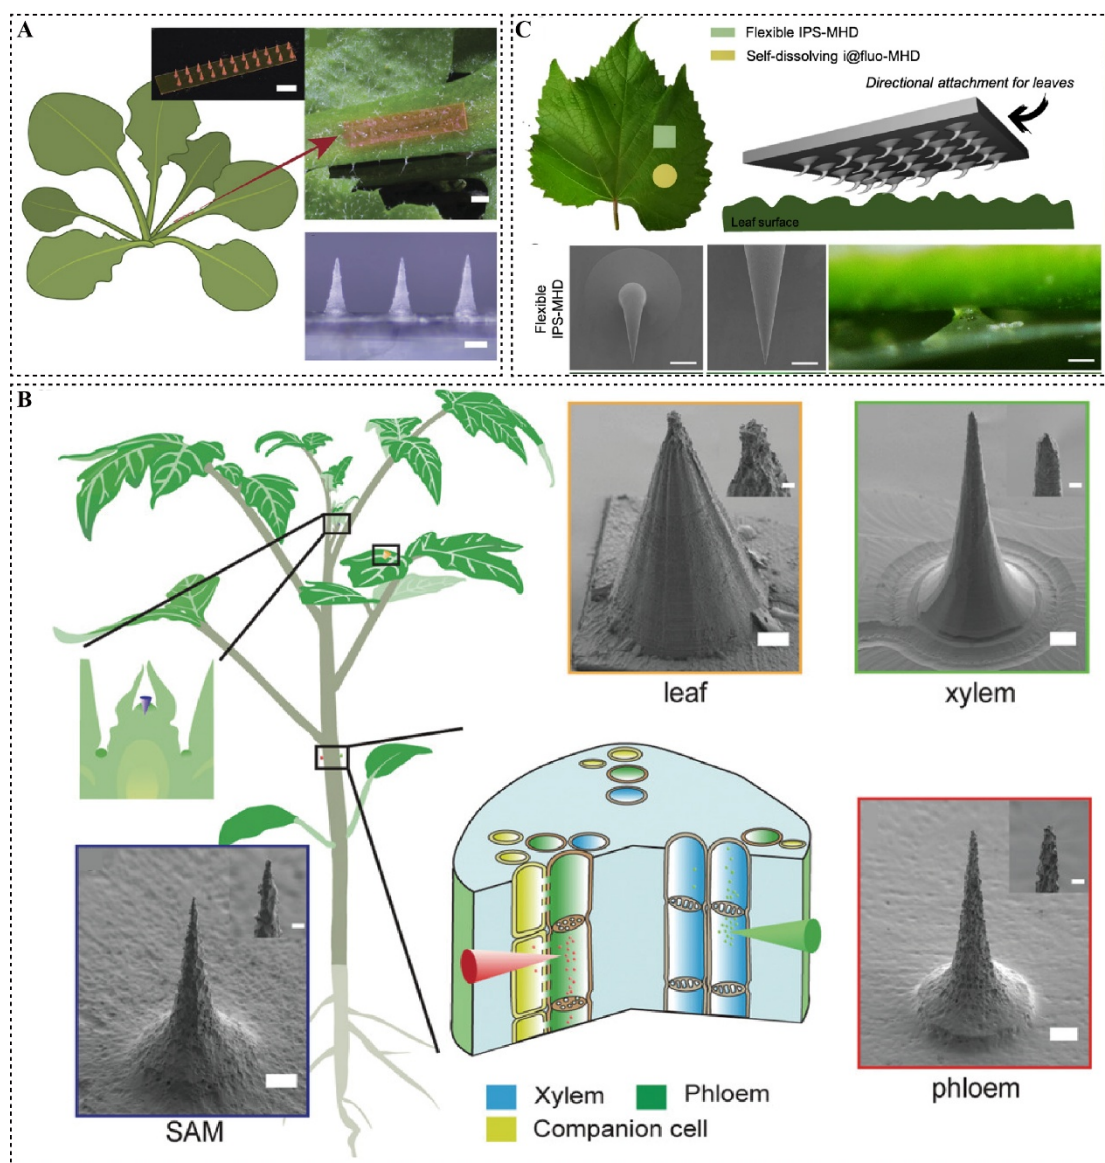 A
C
Flexible IPS-MHD
Self-dissolving i@fluo-MHD
Directional attachment for leaves
Leaf surface
Flexible
IPS-MHD
B
leaf
xylem
SAM
phloem
Xylem
Phloem
Companion cell